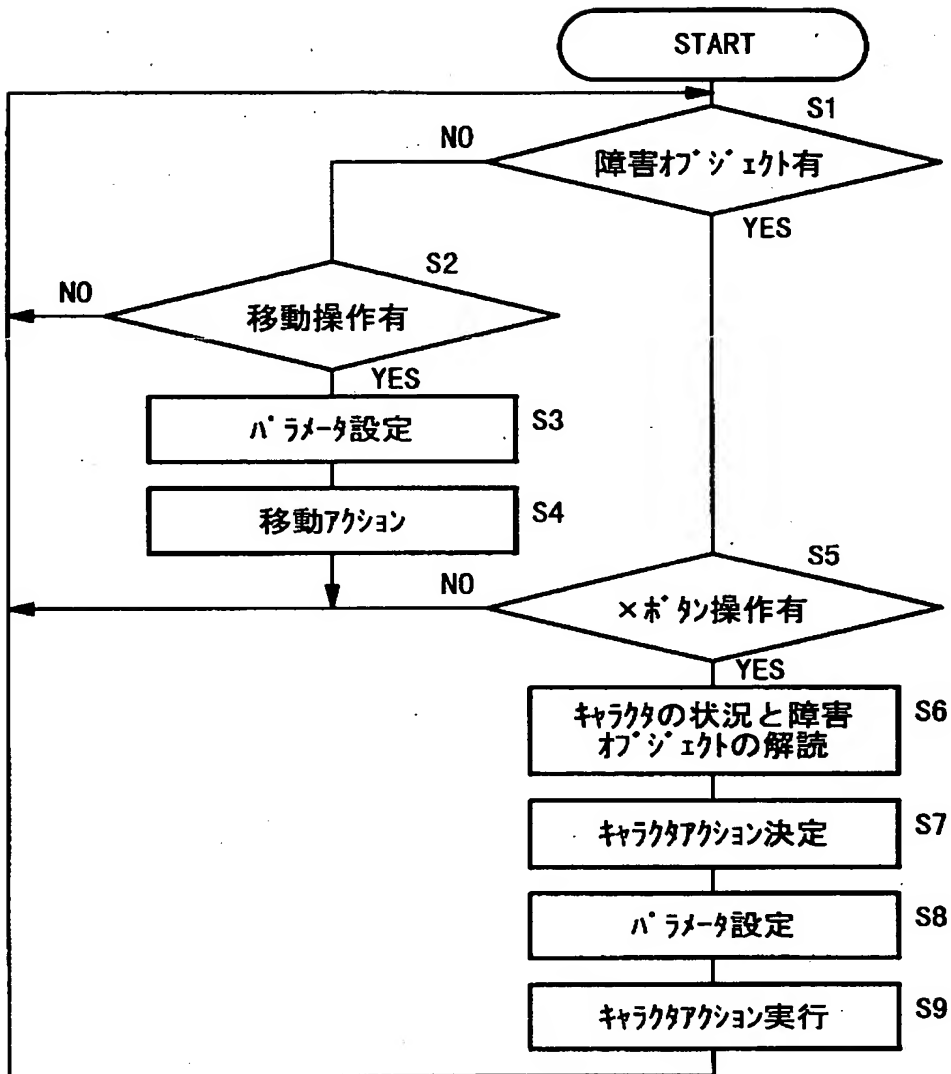 START
S1
NO
障害オブジェクト有
YES
S2
NO
移動操作有
YES
パラメータ設定
S3
移動アクション
S4
S5
NO
×ボタン操作有
YES
キャラクタの状況と障害
オブジェクトの解読
S6
キャラクタアクション決定
S7
パラメータ設定
S8
キャラクタアクション実行
S9